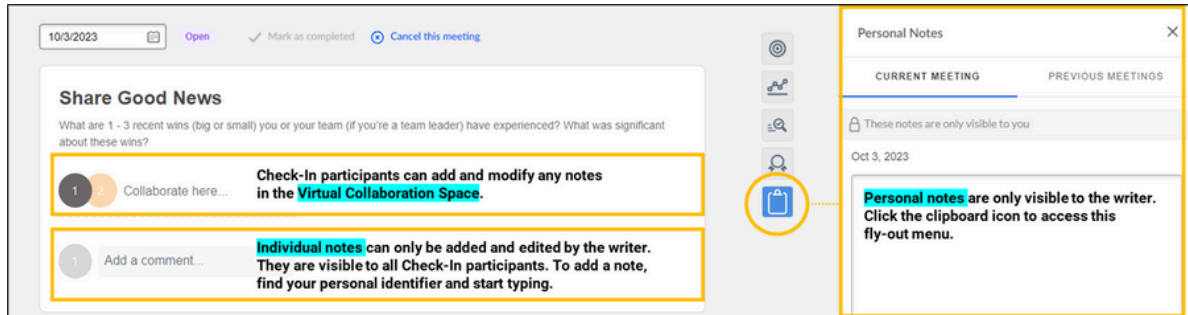 10/3/2023
Open
Mark as completed
Cancel this meeting
Share Good News
What are 1 - 3 recent wins (big or small) you or your team (if you're a team leader) have experienced? What was significant
about these wins?
1
2
Collaborate here...
Check-In participants can add and modify any notes
in the Virtual Collaboration Space.
1
Add a comment...
Individual notes can only be added and edited by the writer.
They are visible to all Check-In participants. To add a note,
find your personal identifier and start typing.
Personal Notes
CURRENT MEETING
PREVIOUS MEETINGS
These notes are only visible to you
Oct 3, 2023
Personal notes are only visible to the writer.
Click the clipboard icon to access this
fly-out menu.